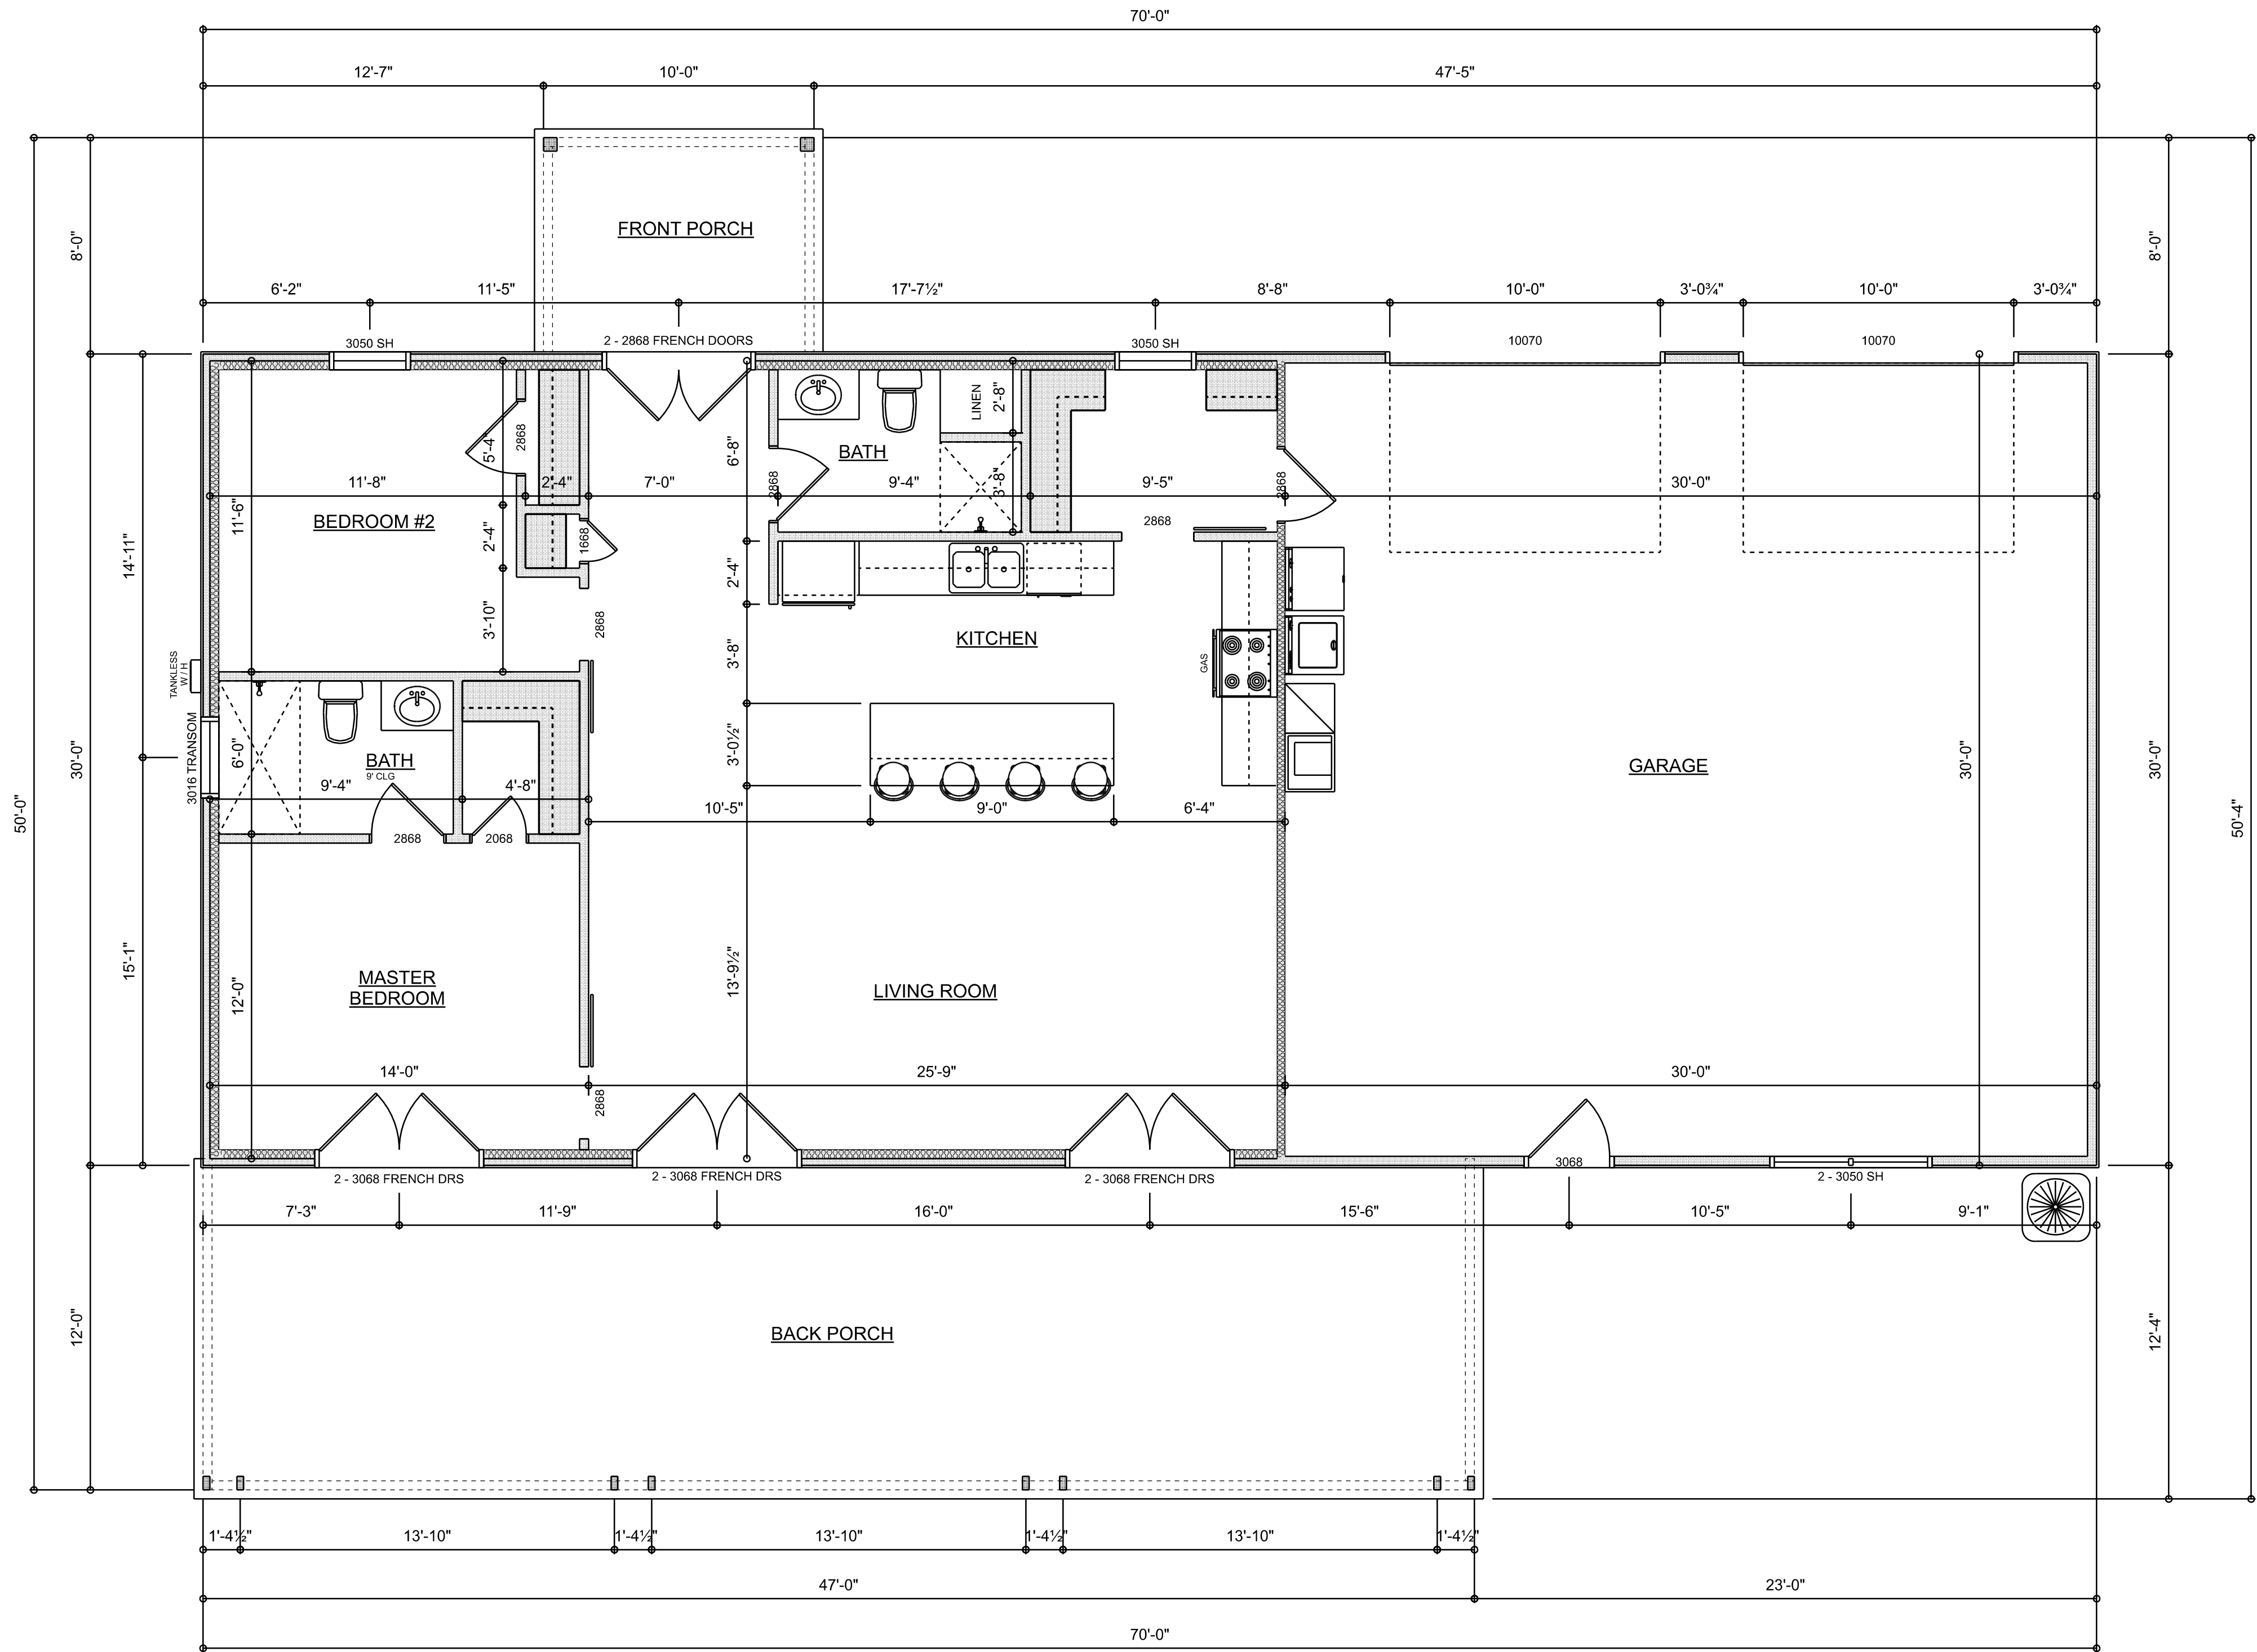 70'-0"
12'-7" 10'-0" 47'-5"
FRONT PORCH
8'-0" 8'-0"
6'-2" 11'-5" 17'-7½" 8'-8" 10'-0" 3'-0¾" 10'-0" 3'-0¾"
3050 SH 2 - 2868 FRENCH DOORS 3050 SH 10070 10070
LINEN 2'-8"
5'-4" 2868 6'-8" BATH
11'-8" 2'-4" 7'-0" 2868 9'-4" 3'-8" 9'-5" 2868 30'-0"
11'-6" BEDROOM #2 2868
14'-11" 2'-4" 1668 2'-4"
3'-10" 2868 3'-8" KITCHEN GAS
TANKLESS
W / H
3016 TRANSOM
30'-0" 6'-0" BATH 3'-0½" GARAGE 30'-0" 30'-0"
9' CLG
9'-4" 4'-8"
50'-0" 10'-5" 9'-0" 6'-4" 50'-4"
2868 2068
15'-1" 12'-0" MASTER
BEDROOM
13'-9½" LIVING ROOM
14'-0" 25'-9" 30'-0"
2868
3068
2 - 3068 FRENCH DRS 2 - 3068 FRENCH DRS 2 - 3068 FRENCH DRS 2 - 3050 SH
7'-3" 11'-9" 16'-0" 15'-6" 10'-5" 9'-1"
12'-0" BACK PORCH 12'-4"
1'-4½" 13'-10" 1'-4½" 13'-10" 1'-4½" 13'-10" 1'-4½"
47'-0" 23'-0"
70'-0"